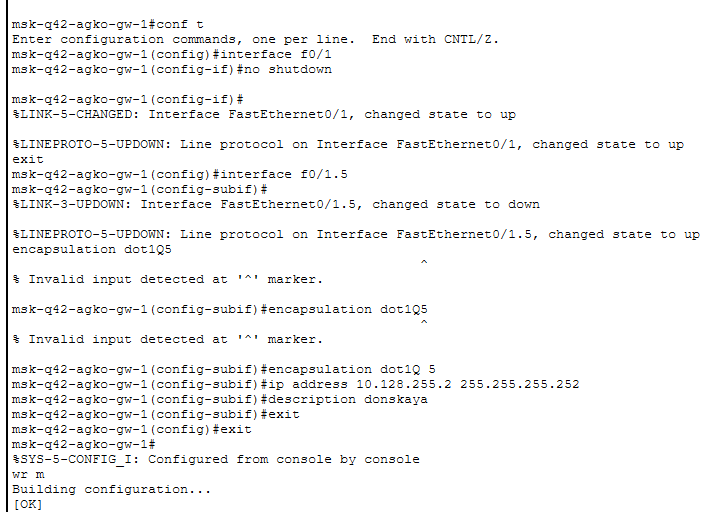 msk-q42-agko-gw-1#conf t
Enter configuration commands, one per line.  End with CNTL/Z.
msk-q42-agko-gw-1(config)#interface f0/1
msk-q42-agko-gw-1(config-if)#no shutdown
msk-q42-agko-gw-1(config-if)#
%LINK-5-CHANGED: Interface FastEthernet0/1, changed state to up
%LINEPROTO-5-UPDOWN: Line protocol on Interface FastEthernet0/1, changed state to up
exit
msk-q42-agko-gw-1(config)#interface f0/1.5
msk-q42-agko-gw-1(config-subif)#
%LINK-3-UPDOWN: Interface FastEthernet0/1.5, changed state to down
%LINEPROTO-5-UPDOWN: Line protocol on Interface FastEthernet0/1.5, changed state to up
encapsulation dot1Q5
^
% Invalid input detected at '^' marker.
msk-q42-agko-gw-1(config-subif)#encapsulation dot1Q5
^
% Invalid input detected at '^' marker.
msk-q42-agko-gw-1(config-subif)#encapsulation dot1Q 5
msk-q42-agko-gw-1(config-subif)#ip address 10.128.255.2 255.255.255.252
msk-q42-agko-gw-1(config-subif)#description donskaya
msk-q42-agko-gw-1(config-subif)#exit
msk-q42-agko-gw-1(config)#exit
msk-q42-agko-gw-1#
%SYS-5-CONFIG_I: Configured from console by console
wr m
Building configuration...
[OK]